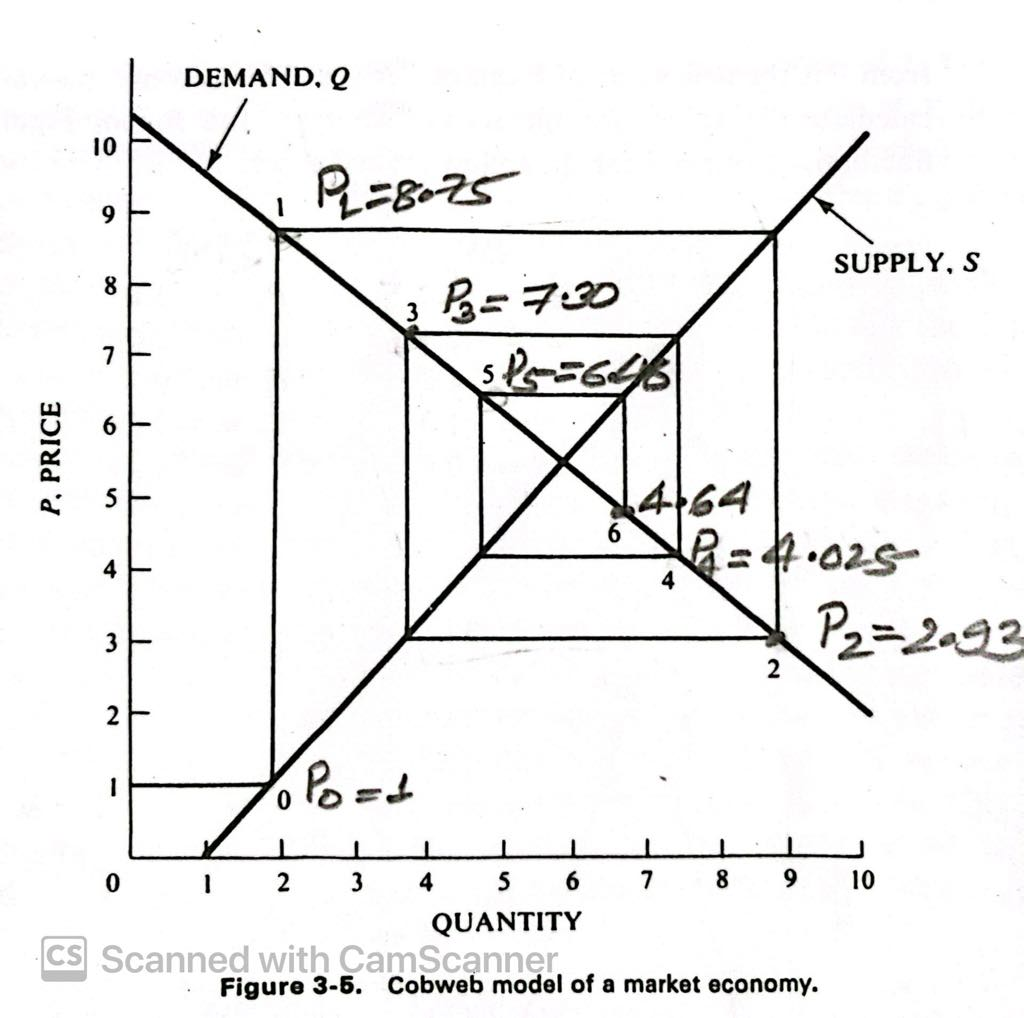 DEMAND, Q
10
1 P1=8.75
9
SUPPLY, S
8
3 P3= 7.30
7
5 P5=6.46
6
P, PRICE
5
4.64
6
P4= 4.025
4
4
3
P2=2.93
2
2
1
0 P0 =1
0 1 2 3 4 5 6 7 8 9 10
QUANTITY
CS Scanned with CamScanner
Figure 3-5. Cobweb model of a market economy.